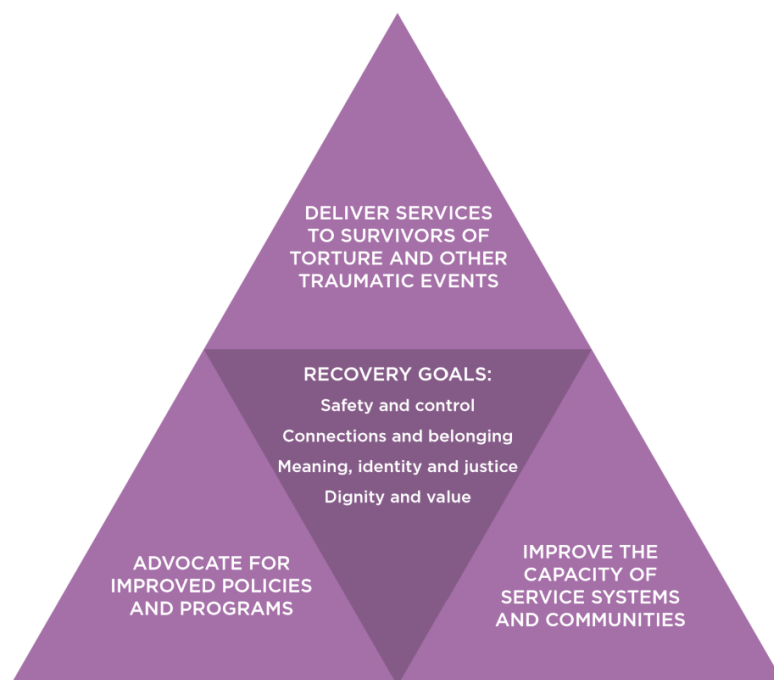 DELIVER SERVICES
TO SURVIVORS OF
TORTURE AND OTHER
TRAUMATIC EVENTS
RECOVERY GOALS:
Safety and control
Connections and belonging
Meaning, identity and justice
Dignity and value
ADVOCATE FOR
IMPROVED POLICIES
AND PROGRAMS
IMPROVE THE
CAPACITY OF
SERVICE SYSTEMS
AND COMMUNITIES